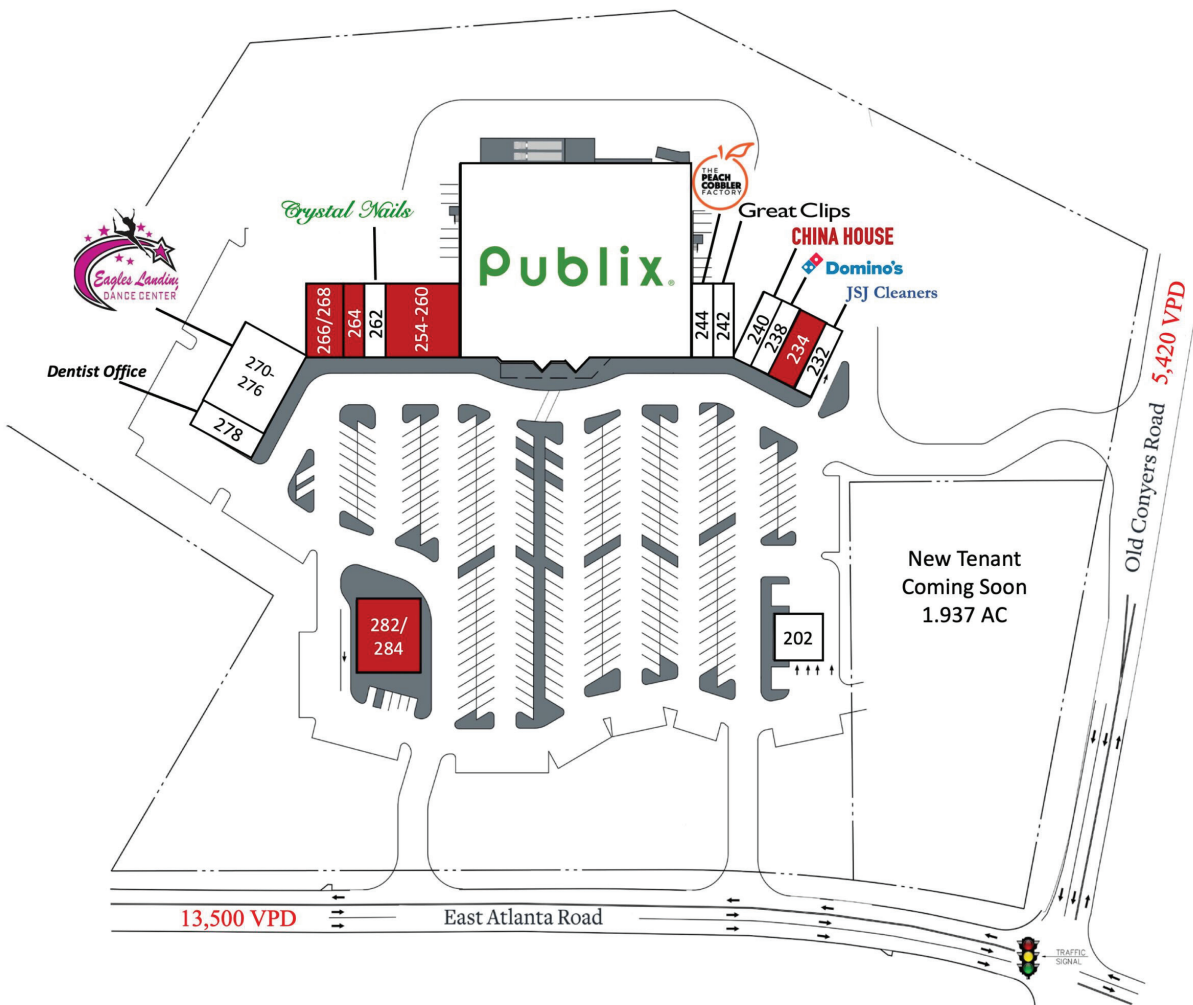 THE
PEACH
COBBLER
FACTORY
Great Clips
CHINA HOUSE
Domino's
JSJ Cleaners
Crystal Nails
Eagles Landing
DANCE CENTER
Publix
Dentist Office
266/268
264
262
254-260
244
242
240
238
234
232
270-
276
278
5,420 VPD
Old Conyers Road
New Tenant
Coming Soon
1.937 AC
282/
284
202
13,500 VPD
East Atlanta Road
TRAFFIC
SIGNAL